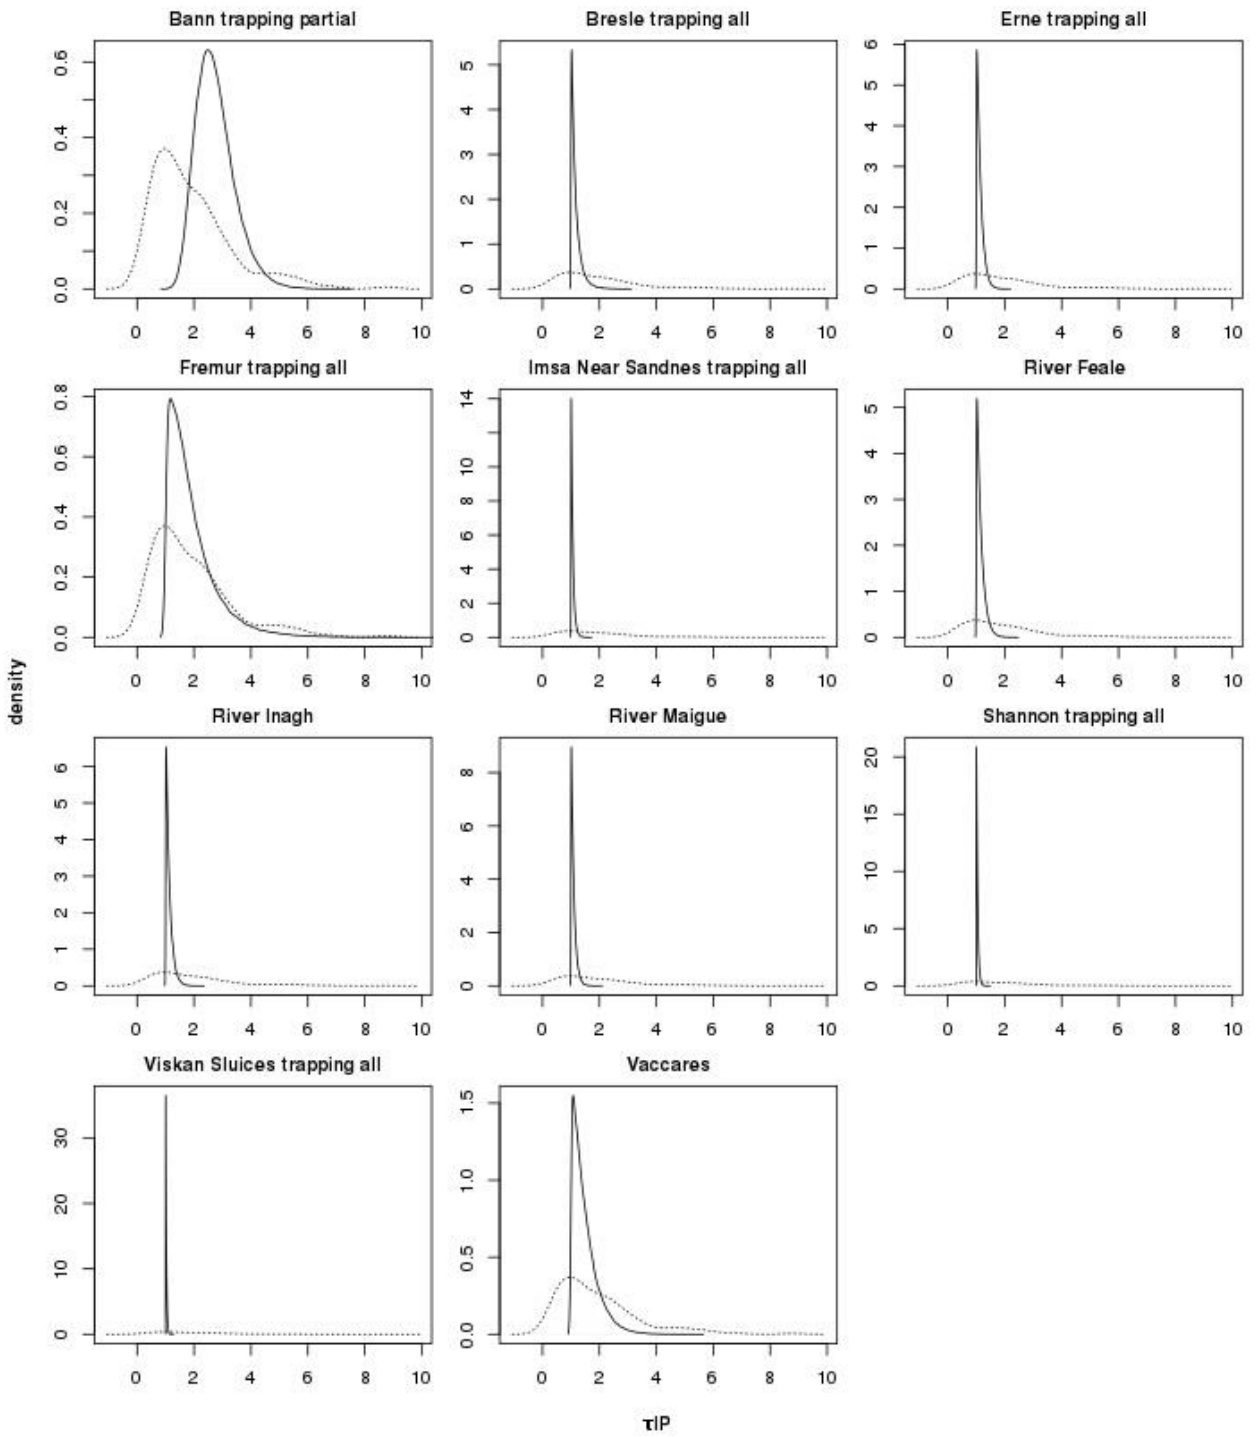 Bann trapping partial
0.0 0.2 0.4 0.6
0 2 4 6 8 10
Bresle trapping all
0 1 2 3 4 5
0 2 4 6 8 10
Erne trapping all
0 1 2 3 4 5 6
0 2 4 6 8 10
Fremur trapping all
0.0 0.2 0.4 0.6 0.8
0 2 4 6 8 10
Imsa Near Sandnes trapping all
0 2 4 6 8 10 14
0 2 4 6 8 10
River Feale
0 1 2 3 4 5
0 2 4 6 8 10
density
River Inagh
0 1 2 3 4 5 6
0 2 4 6 8 10
River Maigue
0 2 4 6 8
0 2 4 6 8 10
Shannon trapping all
0 5 10 15 20
0 2 4 6 8 10
Viskan Sluices trapping all
0 10 20 30
0 2 4 6 8 10
Vaccares
0.0 0.5 1.0 1.5
0 2 4 6 8 10
τIP